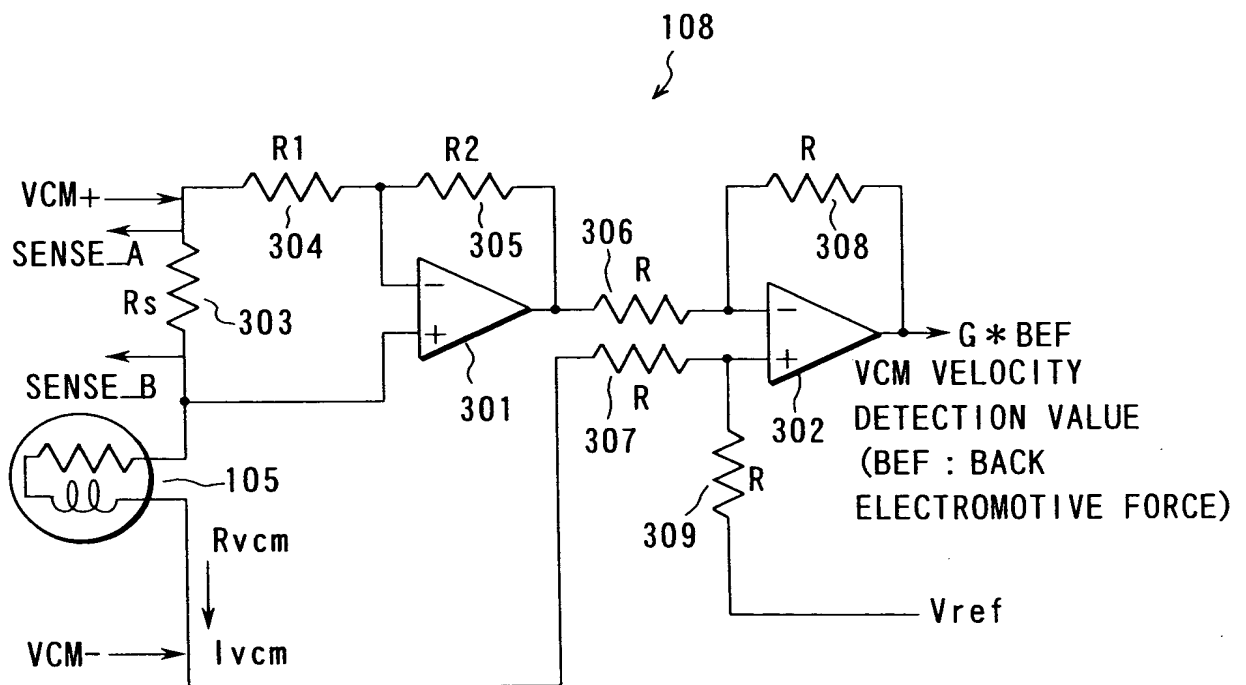 108
R1
R2
R
VCM+
304
305
306
308
SENSE_A
R
Rs
303
−
+
−
+
G*BEF
SENSE_B
301
R
307
302
VCM VELOCITY
DETECTION VALUE
(BEF : BACK
ELECTROMOTIVE FORCE)
105
R
309
Rvcm
Vref
VCM-
Ivcm